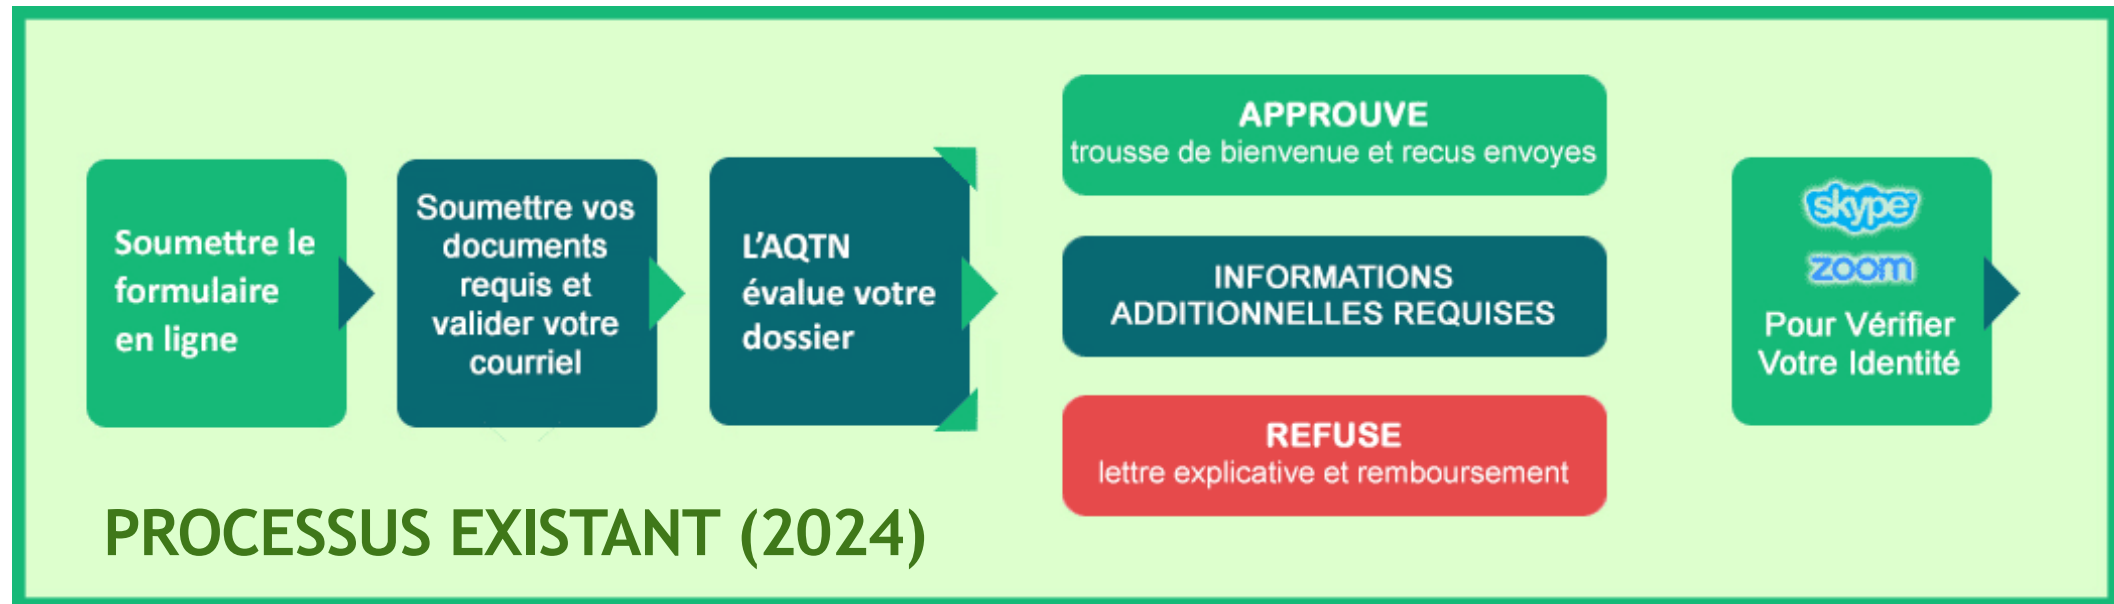 Soumettre le
formulaire
en ligne
Soumettre vos
documents
requis et
valider votre
courriel
L'AQTN
évalue votre
dossier
APPROUVE
trousse de bienvenue et recus envoyes
INFORMATIONS
ADDITIONNELLES REQUISES
REFUSE
lettre explicative et remboursement
skype
zoom
Pour Vérifier
Votre Identité
PROCESSUS EXISTANT (2024)